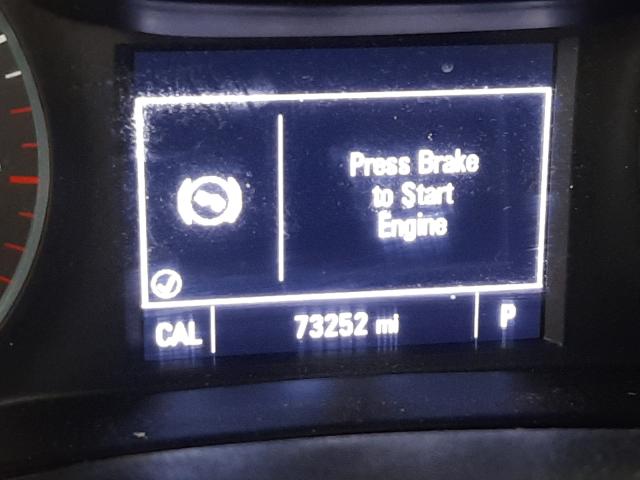 Press Brake
to Start
Engine
CAL 73252 mi P